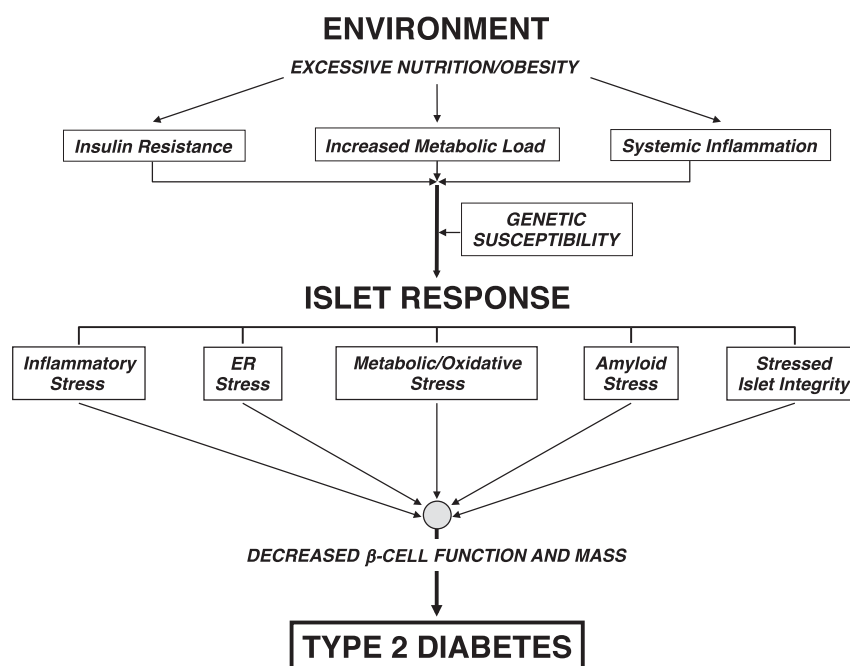 ENVIRONMENT
EXCESSIVE NUTRITION/OBESITY
Insulin Resistance
Increased Metabolic Load
Systemic Inflammation
GENETIC
SUSCEPTIBILITY
ISLET RESPONSE
Inflammatory
Stress
ER
Stress
Metabolic/Oxidative
Stress
Amyloid
Stress
Stressed
Islet Integrity
DECREASED β-CELL FUNCTION AND MASS
TYPE 2 DIABETES